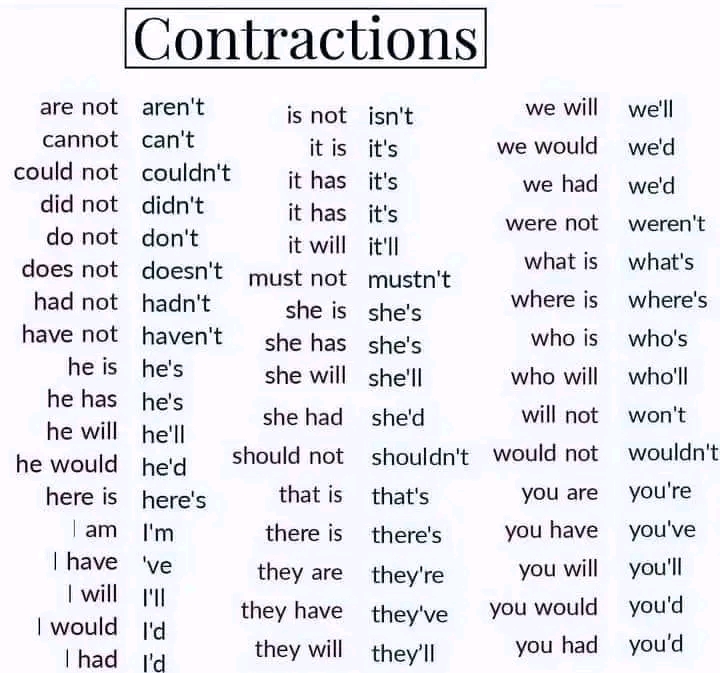 Contractions
are not aren't
cannot can't
could not couldn't
did not didn't
do not don't
does not doesn't
had not hadn't
have not haven't
he is he's
he has he's
he will he'll
he would he'd
here is here's
I am I'm
I have 've
I will I'll
I would I'd
I had I'd
is not isn't
it is it's
it has it's
it has it's
it will it'll
must not mustn't
she is she's
she has she's
she will she'll
she had she'd
should not shouldn't
that is that's
there is there's
they are they're
they have they've
they will they'll
we will we'll
we would we'd
we had we'd
were not weren't
what is what's
where is where's
who is who's
who will who'll
will not won't
would not wouldn't
you are you're
you have you've
you will you'll
you would you'd
you had you'd